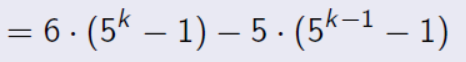 = 6 · (5^k − 1) − 5 · (5^{k−1} − 1)